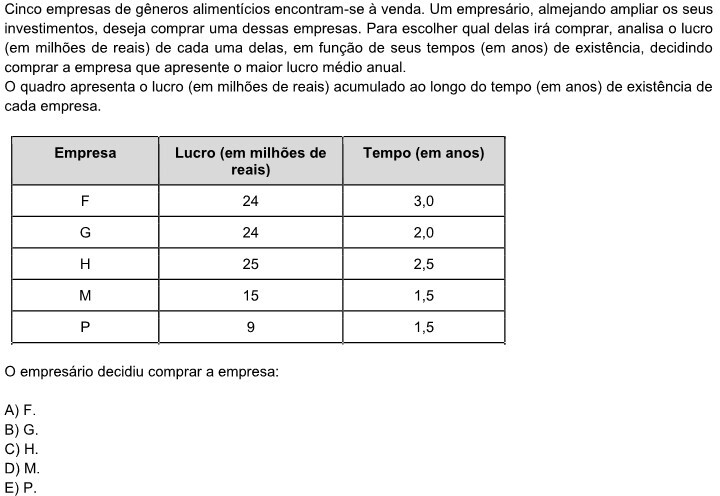 Cinco empresas de gêneros alimentícios encontram-se à venda. Um empresário, almejando ampliar os seus
investimentos, deseja comprar uma dessas empresas. Para escolher qual delas irá comprar, analisa o lucro
(em milhões de reais) de cada uma delas, em função de seus tempos (em anos) de existência, decidindo
comprar a empresa que apresente o maior lucro médio anual.
O quadro apresenta o lucro (em milhões de reais) acumulado ao longo do tempo (em anos) de existência de
cada empresa.
Empresa Lucro (em milhões de Tempo (em anos)
reais)
F 24 3,0
G 24 2,0
H 25 2,5
M 15 1,5
P 9 1,5
O empresário decidiu comprar a empresa:
A) F.
B) G.
C) H.
D) M.
E) P.